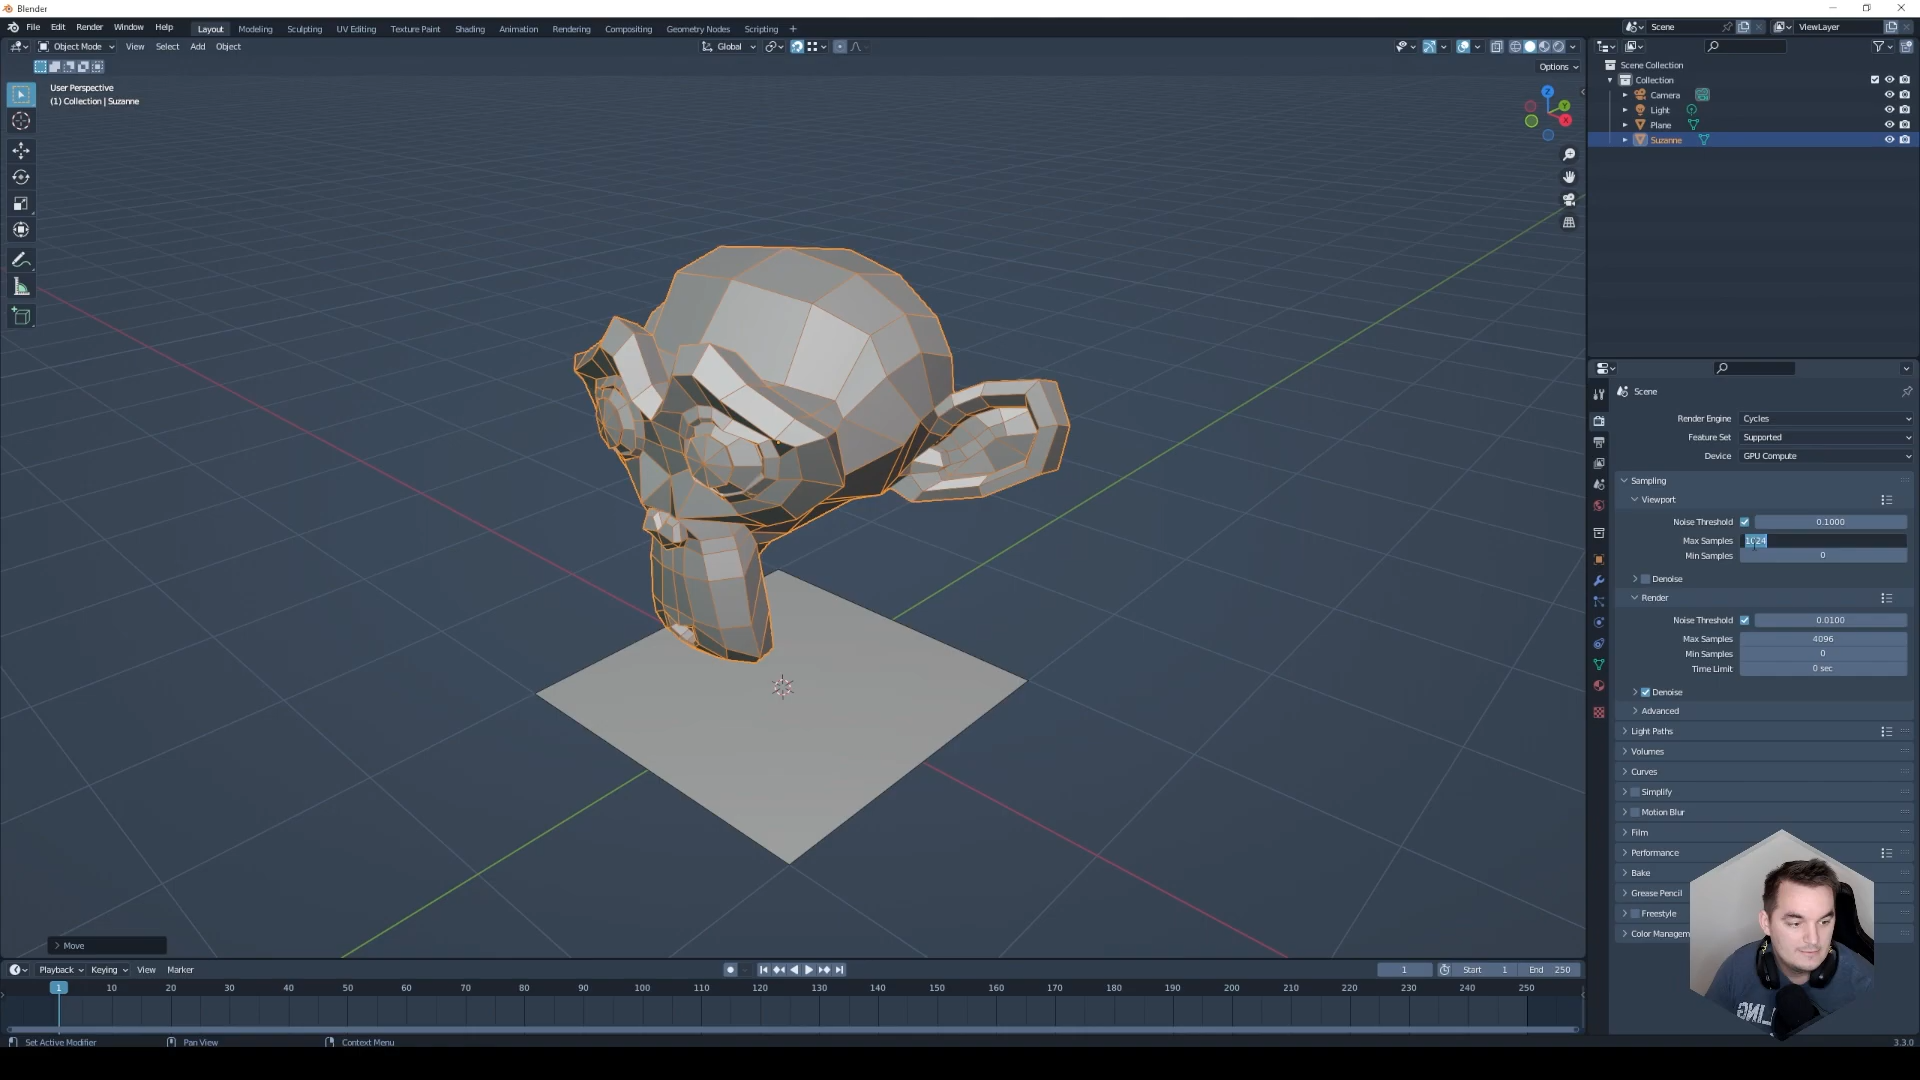 Blender
File Edit Render Window Help
Layout Modeling Sculpting UV Editing Texture Paint Shading Animation Rendering Compositing Geometry Nodes Scripting +
Scene
ViewLayer
Object Mode View Select Add Object
Global
Options
User Perspective
(1) Collection | Suzanne
Z
Y
X
Scene Collection
Collection
Camera
Light
Plane
Suzanne
Scene
Render Engine Cycles
Feature Set Supported
Device GPU Compute
Sampling
Viewport
Noise Threshold 0.1000
Max Samples 1024
Min Samples 0
Denoise
Render
Noise Threshold 0.0100
Max Samples 4096
Min Samples 0
Time Limit 0 sec
Denoise
Advanced
Light Paths
Volumes
Curves
Simplify
Motion Blur
Film
Performance
Bake
Grease Pencil
Freestyle
Color Managem
Move
Playback Keying View Marker
1 Start 1 End 250
1 10 20 30 40 50 60 70 80 90 100 110 120 130 140 150 160 170 180 190 200 210 220 230 240 250
Set Active Modifier Pan View Context Menu
3.3.0